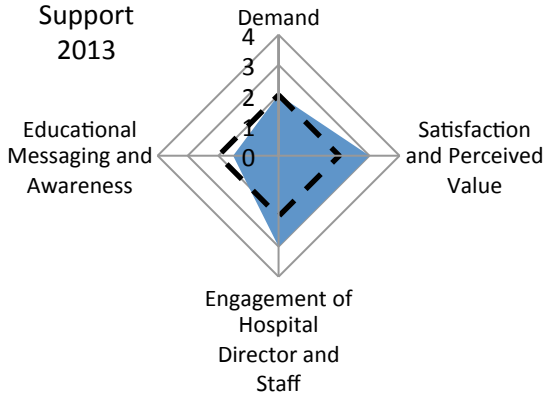 Support
2013
Demand
4
3
2
1
0
Educational
Messaging and
Awareness
Satisfaction
and Perceived
Value
Engagement of
Hospital
Director and
Staff